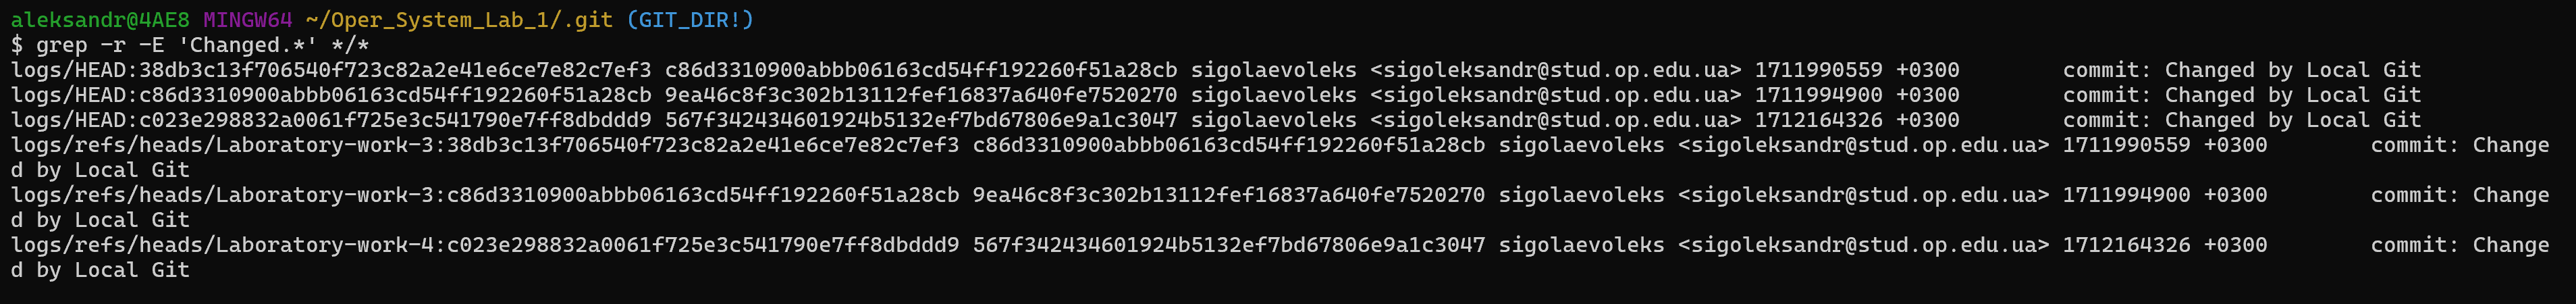 aleksandr@4AE8 MINGW64 ~/Oper_System_Lab_1/.git (GIT_DIR!)
$ grep -r -E 'Changed.*' */*
logs/HEAD:38db3c13f706540f723c82a2e41e6ce7e82c7ef3 c86d3310900abbb06163cd54ff192260f51a28cb sigolaevoleks <sigoleksandr@stud.op.edu.ua> 1711990559 +0300	commit: Changed by Local Git
logs/HEAD:c86d3310900abbb06163cd54ff192260f51a28cb 9ea46c8f3c302b13112fef16837a640fe7520270 sigolaevoleks <sigoleksandr@stud.op.edu.ua> 1711994900 +0300	commit: Changed by Local Git
logs/HEAD:c023e298832a0061f725e3c541790e7ff8dbddd9 567f342434601924b5132ef7bd67806e9a1c3047 sigolaevoleks <sigoleksandr@stud.op.edu.ua> 1712164326 +0300	commit: Changed by Local Git
logs/refs/heads/Laboratory-work-3:38db3c13f706540f723c82a2e41e6ce7e82c7ef3 c86d3310900abbb06163cd54ff192260f51a28cb sigolaevoleks <sigoleksandr@stud.op.edu.ua> 1711990559 +0300	commit: Change
d by Local Git
logs/refs/heads/Laboratory-work-3:c86d3310900abbb06163cd54ff192260f51a28cb 9ea46c8f3c302b13112fef16837a640fe7520270 sigolaevoleks <sigoleksandr@stud.op.edu.ua> 1711994900 +0300	commit: Change
d by Local Git
logs/refs/heads/Laboratory-work-4:c023e298832a0061f725e3c541790e7ff8dbddd9 567f342434601924b5132ef7bd67806e9a1c3047 sigolaevoleks <sigoleksandr@stud.op.edu.ua> 1712164326 +0300	commit: Change
d by Local Git